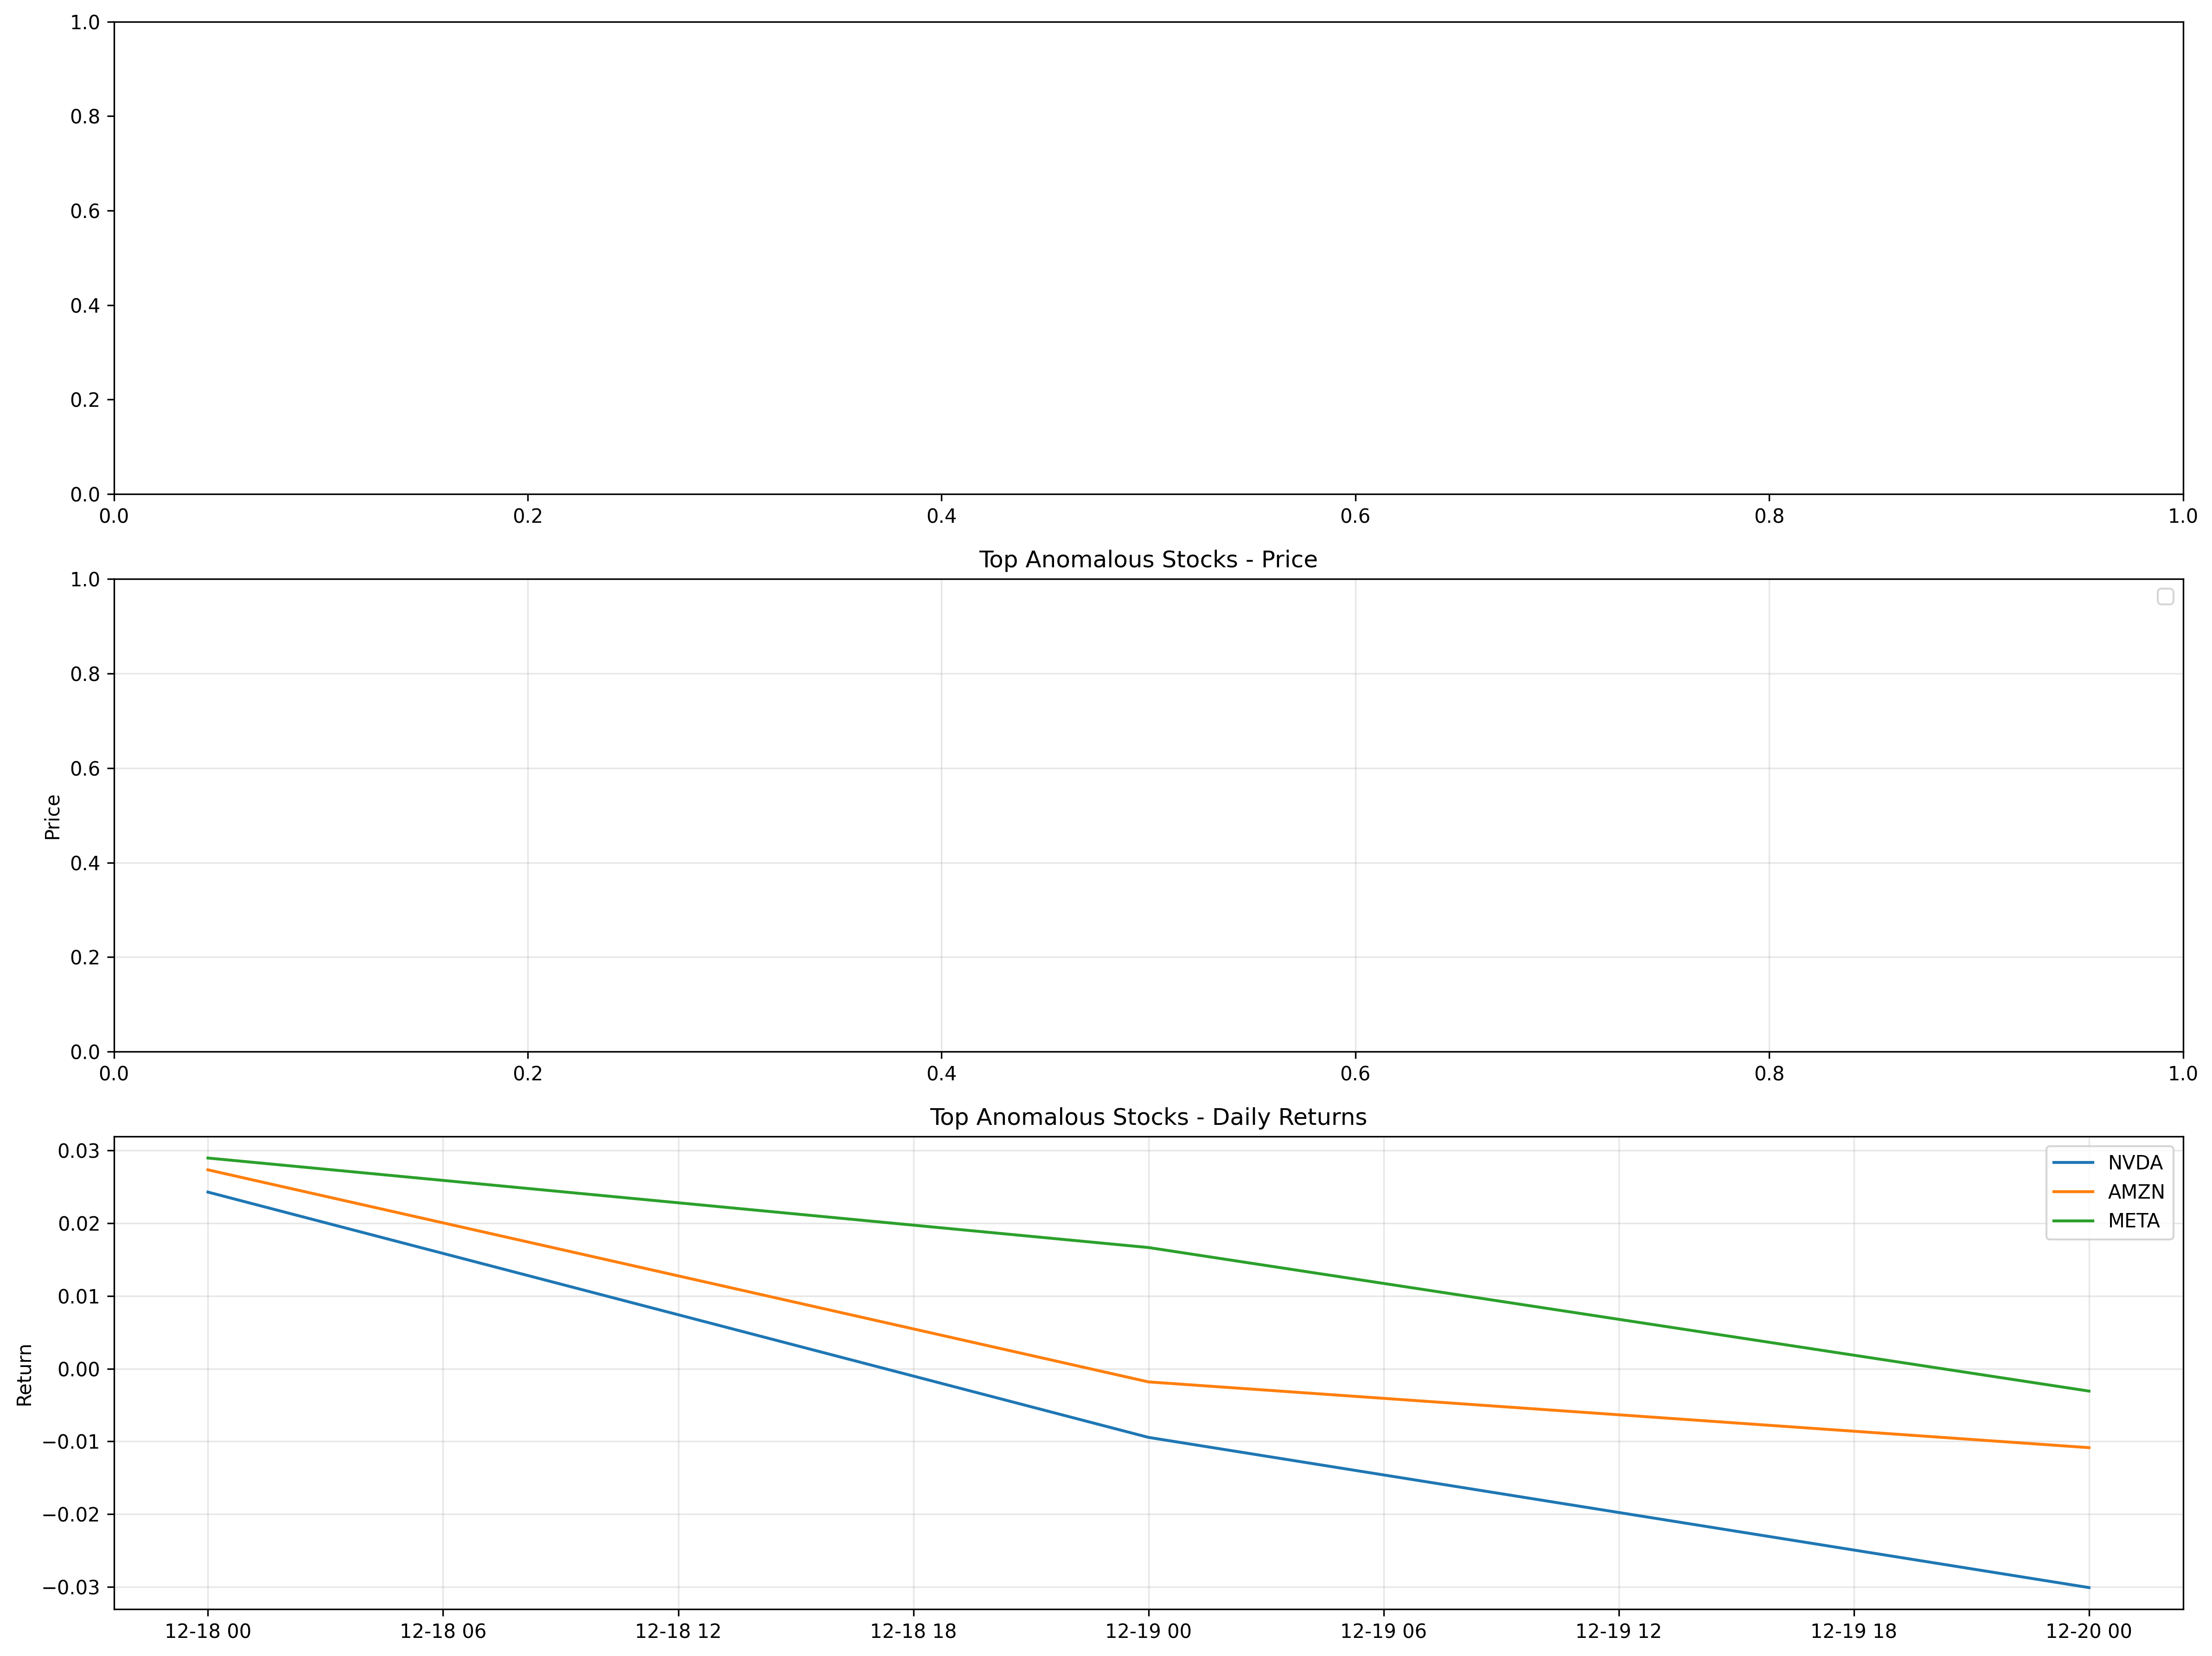 1.0
0.8
0.6
0.4
0.2
0.0
0.0 0.2 0.4 0.6 0.8 1.0
Top Anomalous Stocks - Price
1.0
0.8
0.6
0.4
0.2
0.0
Price
0.0 0.2 0.4 0.6 0.8 1.0
Top Anomalous Stocks - Daily Returns
0.03
0.02
0.01
0.00
−0.01
−0.02
−0.03
Return
NVDA
AMZN
META
12-18 00 12-18 06 12-18 12 12-18 18 12-19 00 12-19 06 12-19 12 12-19 18 12-20 00